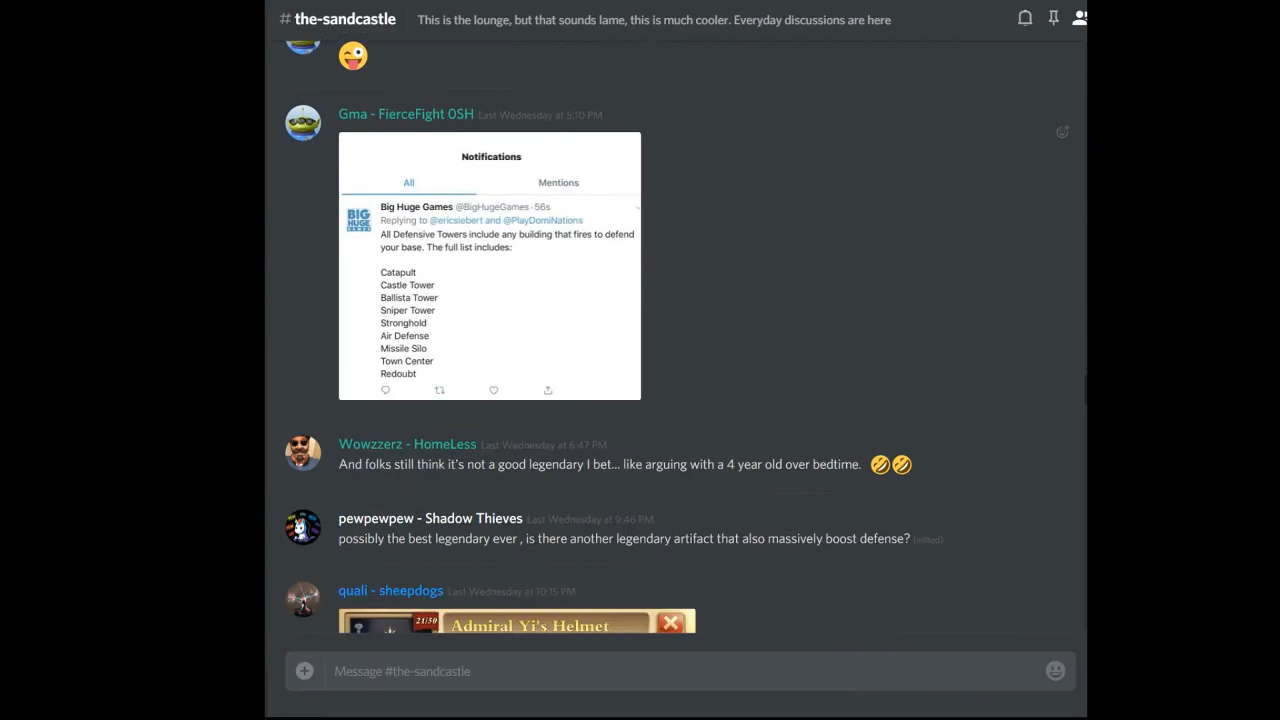 # the-sandcastle This is the lounge, but that sounds lame, this is much cooler. Everyday discussions are here
Gma - FierceFight 0SH Last Wednesday at 5:10 PM
Notifications
All Mentions
Big Huge Games @BigHugeGames · 56s
Replying to @ericsiebert and @PlayDomiNations
All Defensive Towers include any building that fires to defend
your base. The full list includes:
Catapult
Castle Tower
Ballista Tower
Sniper Tower
Stronghold
Air Defense
Missile Silo
Town Center
Redoubt
Wowzzerz - HomeLess Last Wednesday at 6:47 PM
And folks still think it's not a good legendary I bet... like arguing with a 4 year old over bedtime. 🤣🤣
pewpewpew - Shadow Thieves Last Wednesday at 9:46 PM
possibly the best legendary ever , is there another legendary artifact that also massively boost defense? (edited)
quali - sheepdogs Last Wednesday at 10:15 PM
21/50 Admiral Yi's Helmet
Message #the-sandcastle